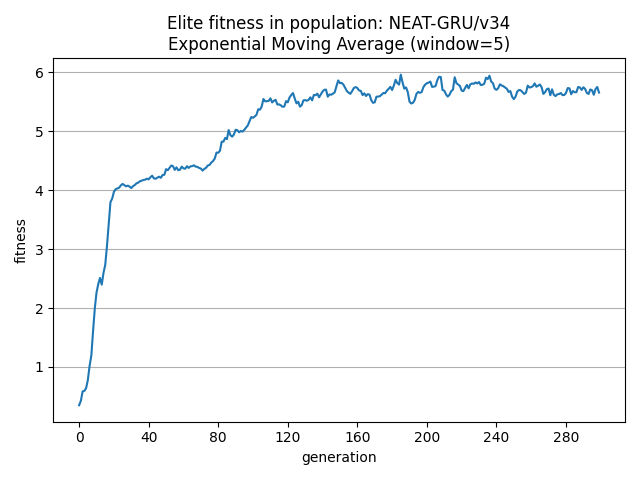 Elite fitness in population: NEAT-GRU/v34
Exponential Moving Average (window=5)
6
5
4
3
2
1
fitness
0 40 80 120 160 200 240 280
generation